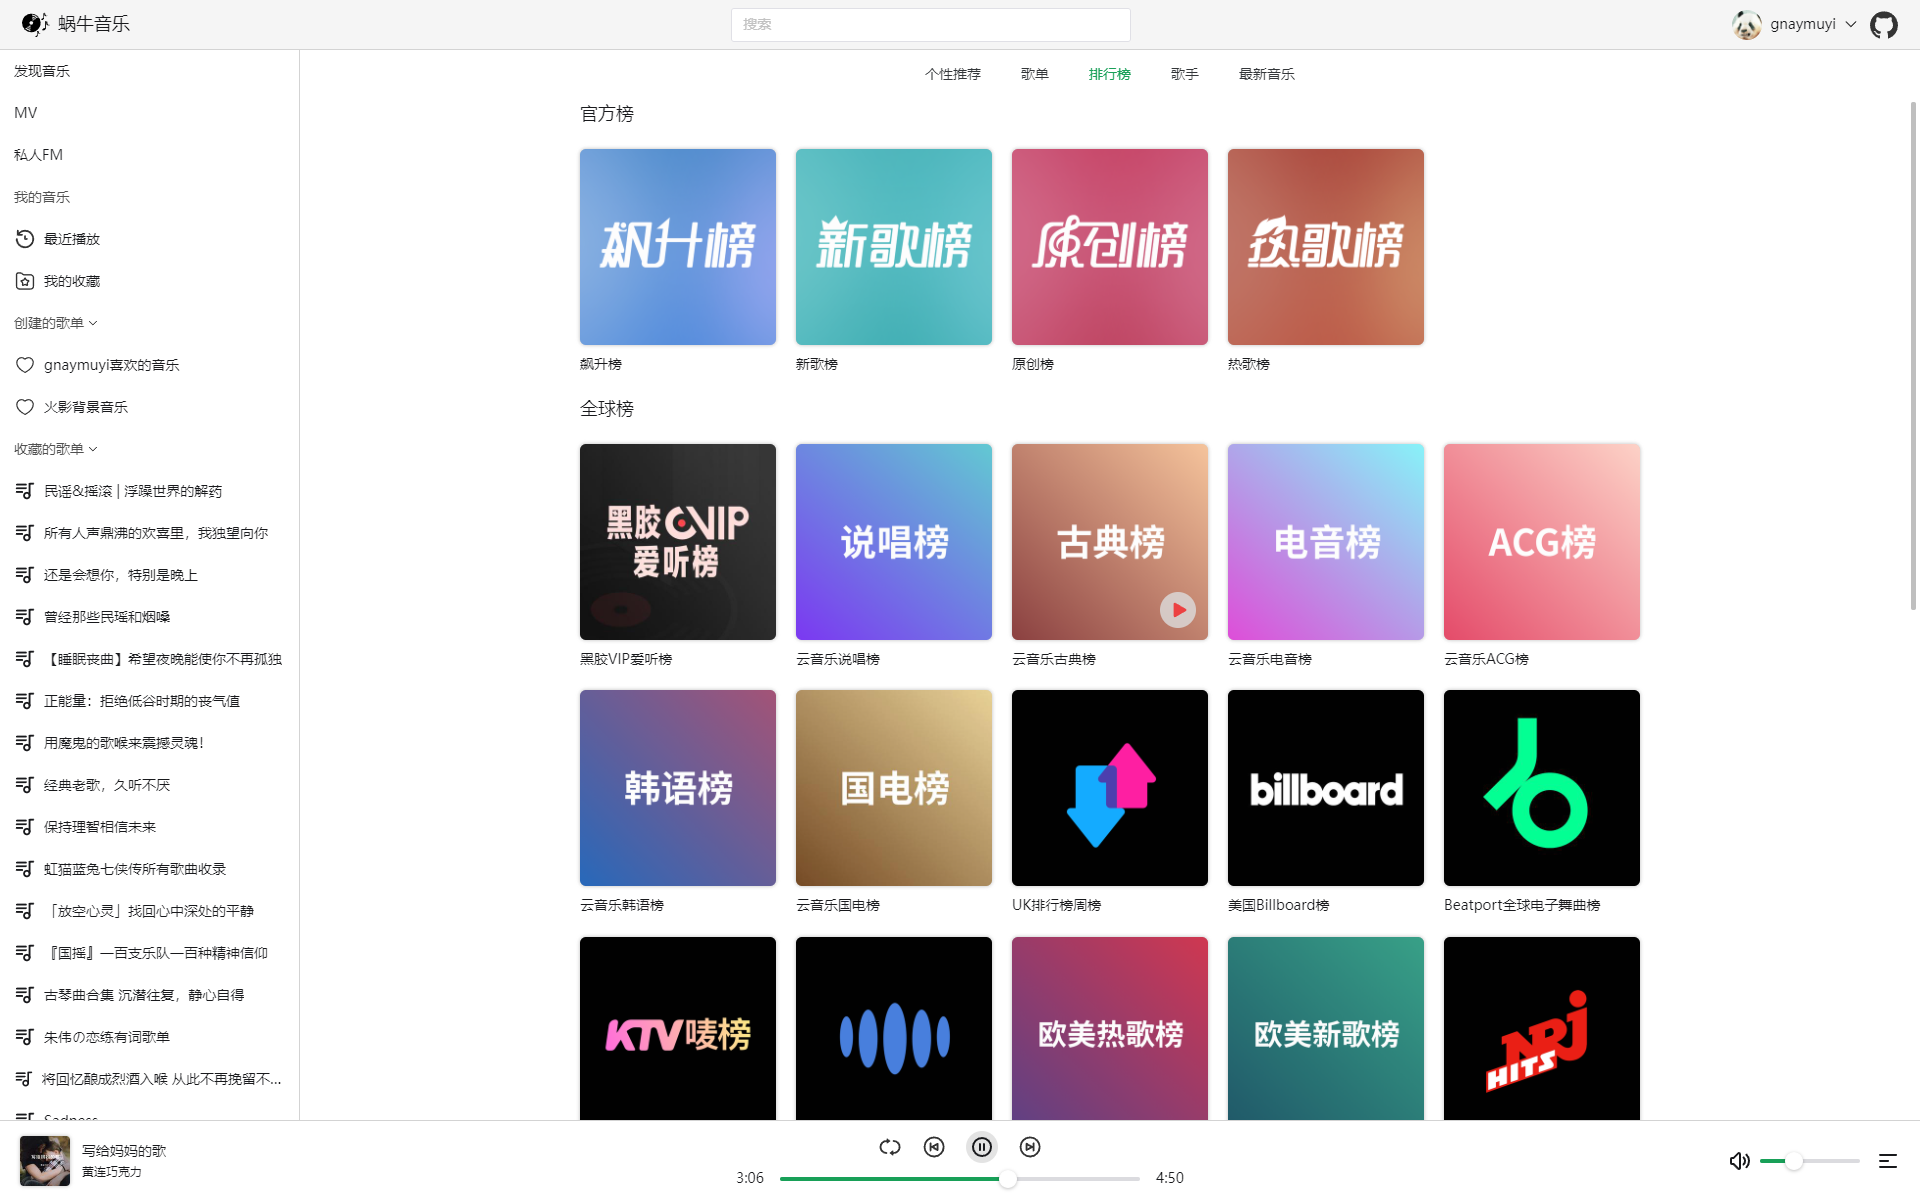 蜗牛音乐
搜索
gnaymuyi
发现音乐
MV
私人FM
我的音乐
最近播放
我的收藏
创建的歌单
gnaymuyi喜欢的音乐
火影背景音乐
收藏的歌单
民谣&摇滚 | 浮躁世界的解药
所有人声鼎沸的欢喜里，我独望向你
还是会想你，特别是晚上
曾经那些民瑶和烟嗓
【睡眠丧曲】希望夜晚能使你不再孤独
正能量：拒绝低谷时期的丧气值
用魔鬼的歌喉来震撼灵魂！
经典老歌，久听不厌
保持理智相信未来
虹猫蓝兔七侠传所有歌曲收录
「放空心灵」找回心中深处的平静
『国摇』一百支乐队一百种精神信仰
古琴曲合集 沉潜往复，静心自得
朱伟の恋练有词歌单
将回忆酿成烈酒入喉 从此不再挽留不...
Sadness
个性推荐 歌单 排行榜 歌手 最新音乐
官方榜
飙升榜 新歌榜 原创榜 热歌榜
飙升榜 新歌榜 原创榜 热歌榜
全球榜
黑胶VIP
爱听榜
说唱榜 古典榜 电音榜 ACG榜
黑胶VIP爱听榜 云音乐说唱榜 云音乐古典榜 云音乐电音榜 云音乐ACG榜
韩语榜 国电榜 billboard
云音乐韩语榜 云音乐国电榜 UK排行榜周榜 美国Billboard榜 Beatport全球电子舞曲榜
KTV唛榜 欧美热歌榜 欧美新歌榜 NRJ
HITS
写给妈妈的歌
黄连巧克力
3:06 4:50